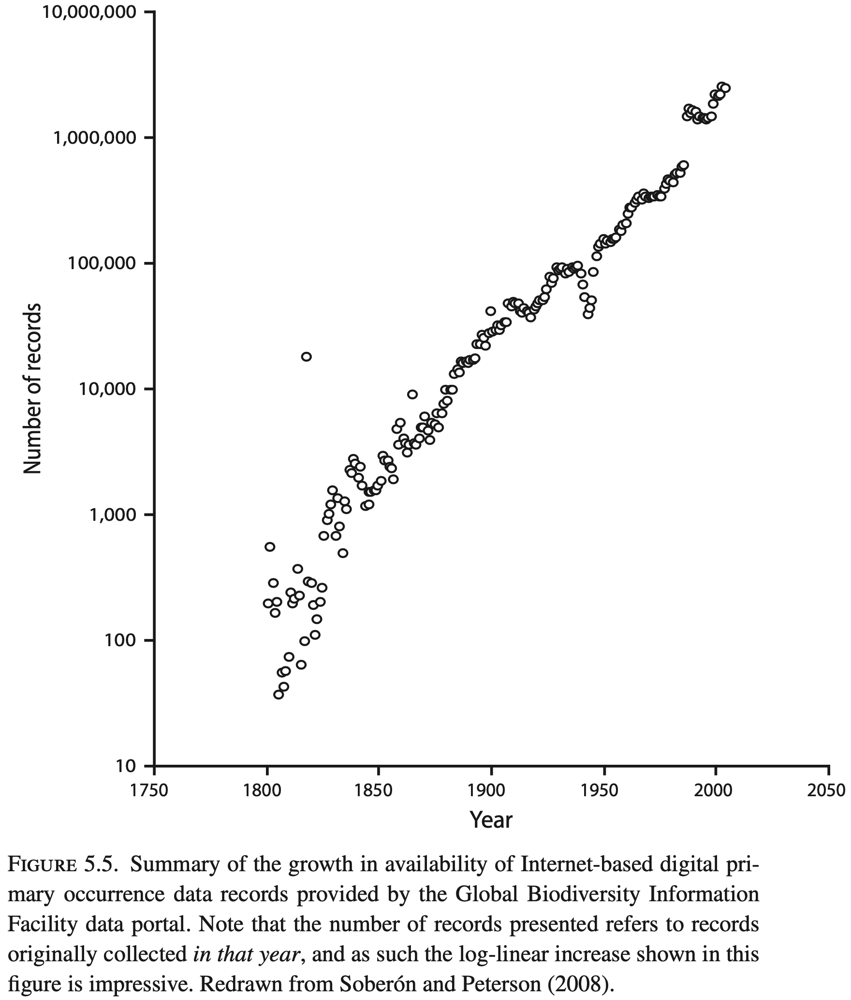 10,000,000
1,000,000
100,000
10,000
1,000
100
10
Number of records
1750 1800 1850 1900 1950 2000 2050
Year
FIGURE 5.5. Summary of the growth in availability of Internet-based digital pri-
mary occurrence data records provided by the Global Biodiversity Information
Facility data portal. Note that the number of records presented refers to records
originally collected in that year, and as such the log-linear increase shown in this
figure is impressive. Redrawn from Soberón and Peterson (2008).